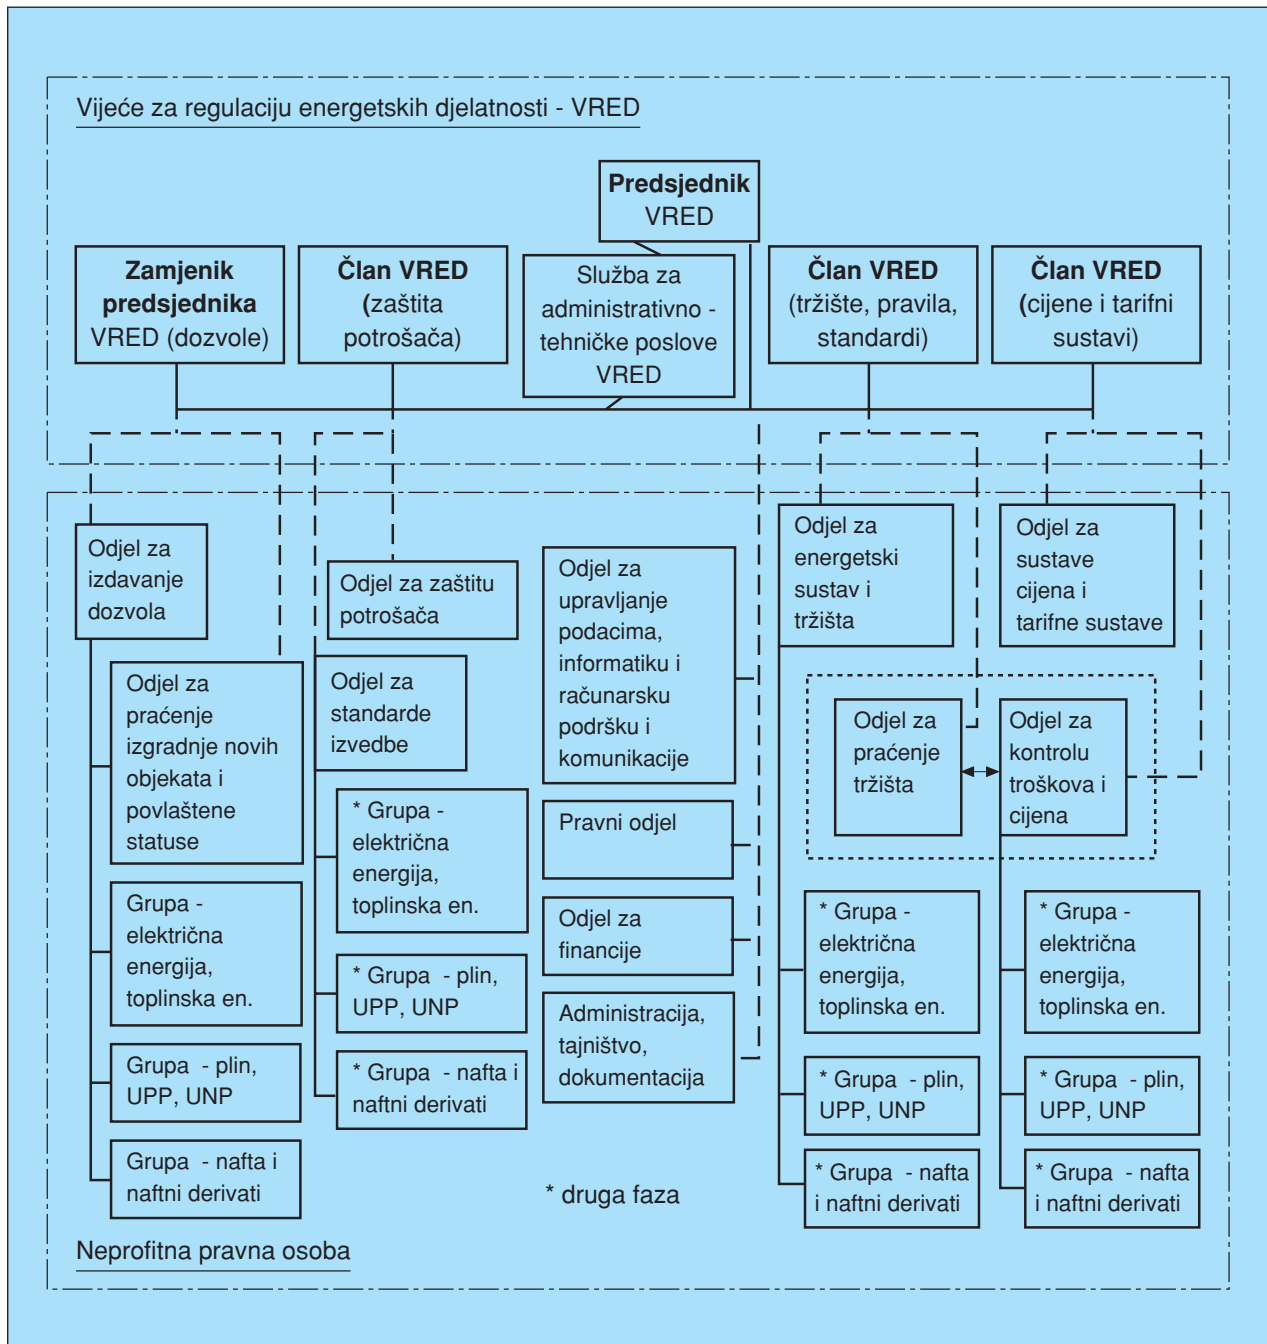 Vijeće za regulaciju energetskih djelatnosti - VRED
Predsjednik
VRED
Zamjenik
predsjednika
VRED (dozvole)
Član VRED
(zaštita
potrošača)
Služba za
administrativno -
tehničke poslove
VRED
Član VRED
(tržište, pravila,
standardi)
Član VRED
(cijene i tarifni
sustavi)
Odjel za
izdavanje
dozvola
Odjel za
praćenje
izgradnje novih
objekata i
povlaštene
statuse
Grupa -
električna
energija,
toplinska en.
Grupa - plin,
UPP, UNP
Grupa - nafta i
naftni derivati
Odjel za zaštitu
potrošača
Odjel za
standarde
izvedbe
* Grupa -
električna
energija,
toplinska en.
* Grupa - plin,
UPP, UNP
* Grupa - nafta i
naftni derivati
Odjel za
upravljanje
podacima,
informatiku i
računarsku
podršku i
komunikacije
Pravni odjel
Odjel za
financije
Administracija,
tajništvo,
dokumentacija
* druga faza
Odjel za
energetski
sustav i
tržišta
Odjel za
praćenje
tržišta
* Grupa -
električna
energija,
toplinska en.
* Grupa - plin,
UPP, UNP
* Grupa - nafta
i naftni derivati
Odjel za
sustave
cijena i
tarifne sustave
Odjel za
kontrolu
troškova i
cijena
* Grupa -
električna
energija,
toplinska en.
* Grupa - plin,
UPP, UNP
* Grupa - nafta
i naftni derivati
Neprofitna pravna osoba